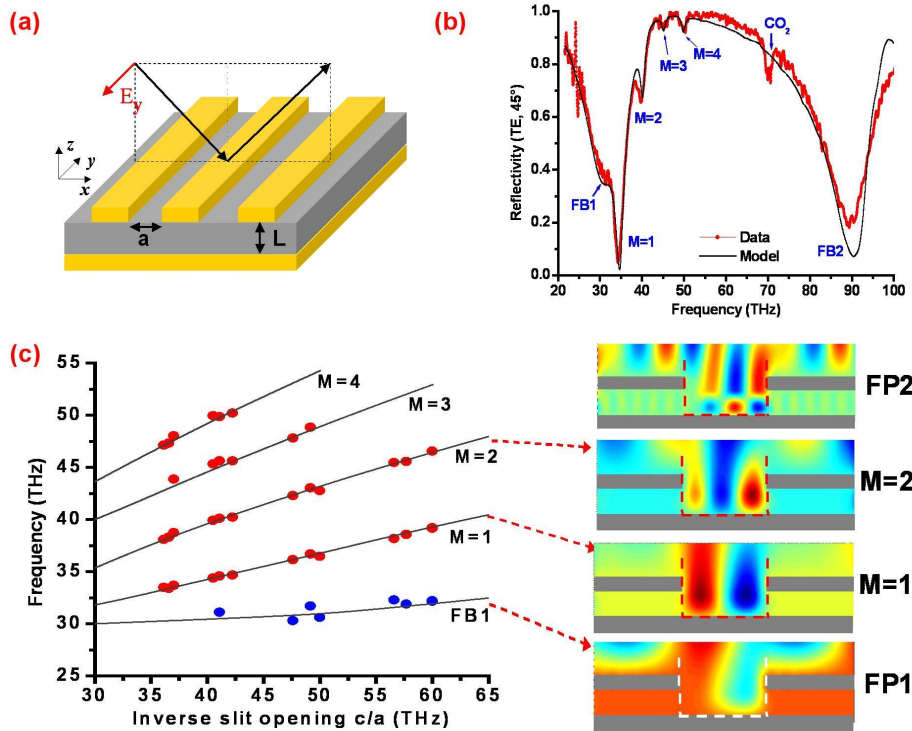 (a)
E_y
z
y
x
a
L
(b)
Reflectivity (TE, 45°)
1.0
0.8
0.6
0.4
0.2
0.0
CO₂
M=3
M=4
M=2
FB1
M=1
FB2
Data
Model
20 30 40 50 60 70 80 90 100
Frequency (THz)
(c)
Frequency (THz)
55
50
45
40
35
30
25
M=4
M=3
M=2
M=1
FB1
30 35 40 45 50 55 60 65
Inverse slit opening c/a (THz)
FP2
M=2
M=1
FP1